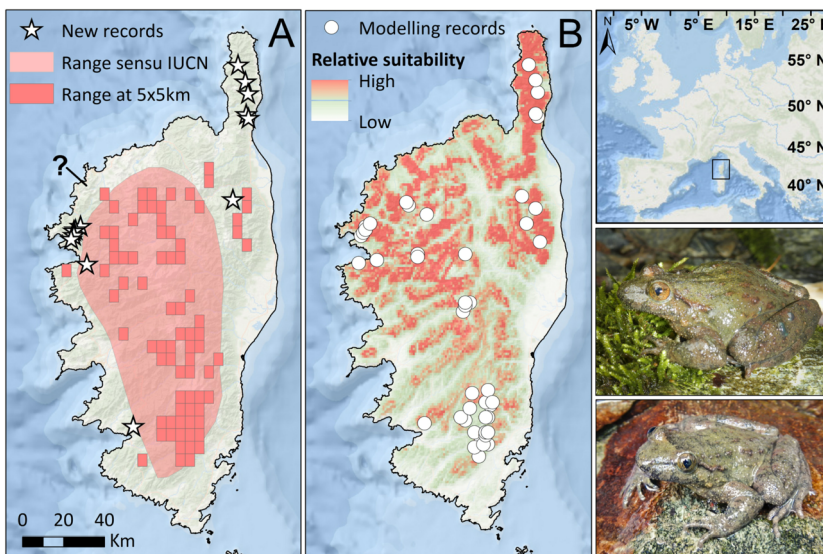 New records
A
Range sensu IUCN
Range at 5x5km
?
0 20 40
Km
Modelling records
B
Relative suitability
High
Low
N
5° W 5° E 15° E 25° E
55° N
50° N
45° N
40° N